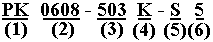 PK 0608 - 503 K - S 5
(1) (2) (3) (4) (5) (6)